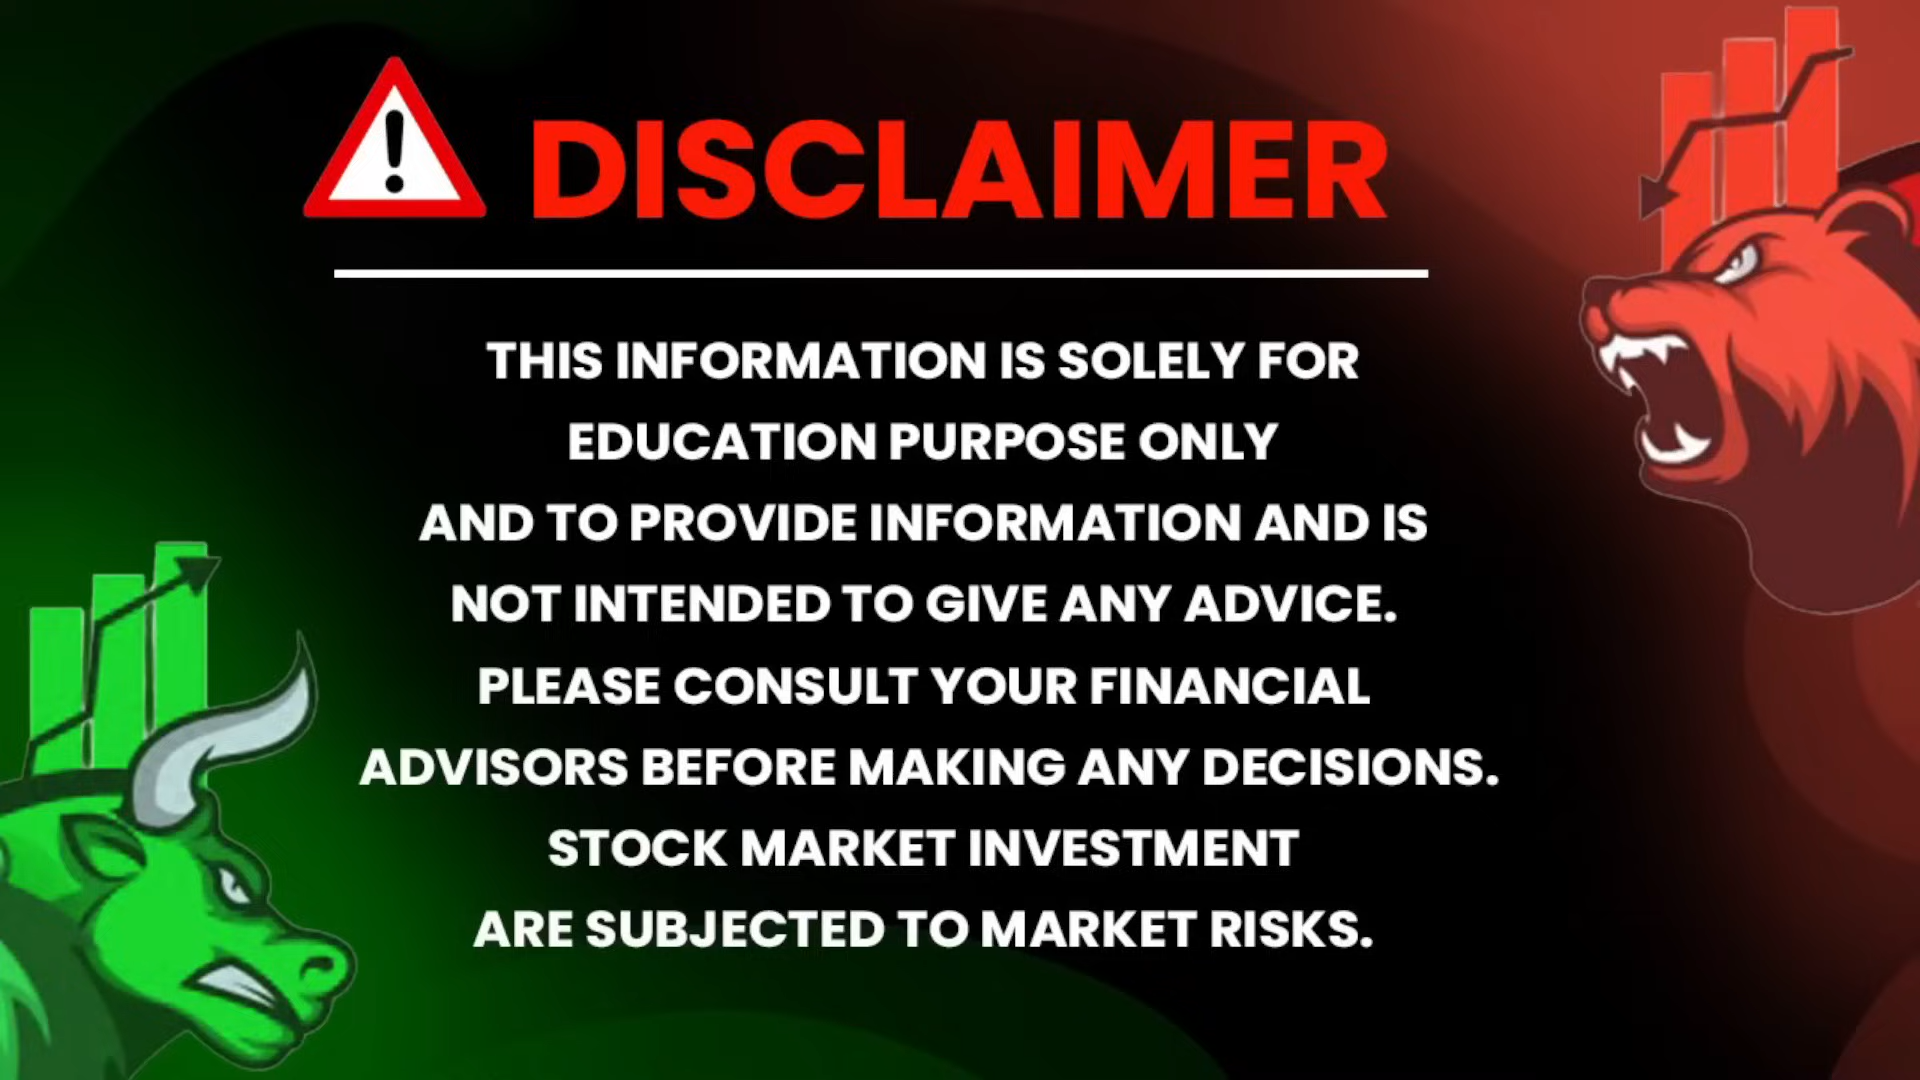 DISCLAIMER
THIS INFORMATION IS SOLELY FOR
EDUCATION PURPOSE ONLY
AND TO PROVIDE INFORMATION AND IS
NOT INTENDED TO GIVE ANY ADVICE.
PLEASE CONSULT YOUR FINANCIAL
ADVISORS BEFORE MAKING ANY DECISIONS.
STOCK MARKET INVESTMENT
ARE SUBJECTED TO MARKET RISKS.